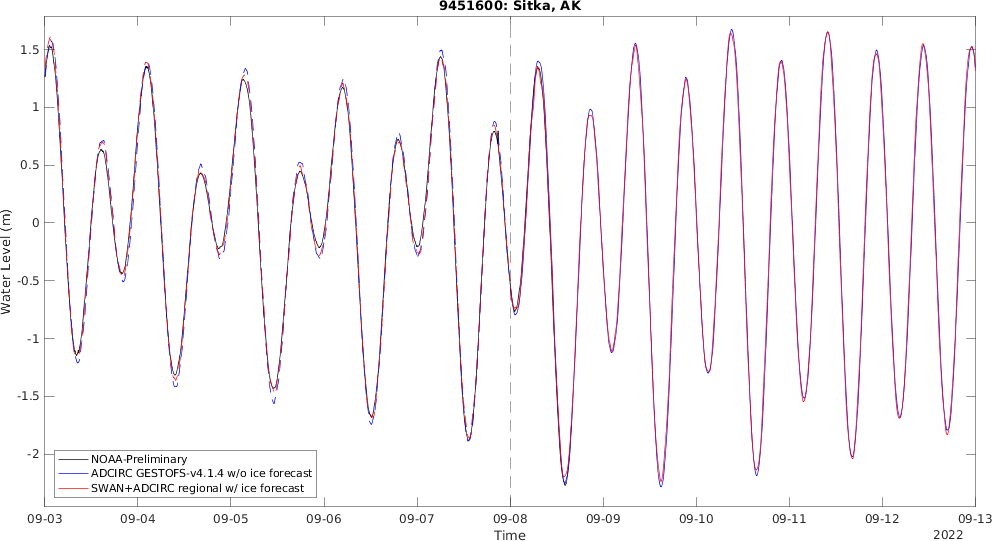 9451600: Sitka, AK
Water Level (m)
1.5
1
0.5
0
-0.5
-1
-1.5
-2
NOAA-Preliminary
ADCIRC GESTOFS-v4.1.4 w/o ice forecast
SWAN+ADCIRC regional w/ ice forecast
09-03 09-04 09-05 09-06 09-07 09-08 09-09 09-10 09-11 09-12 09-13
Time
2022